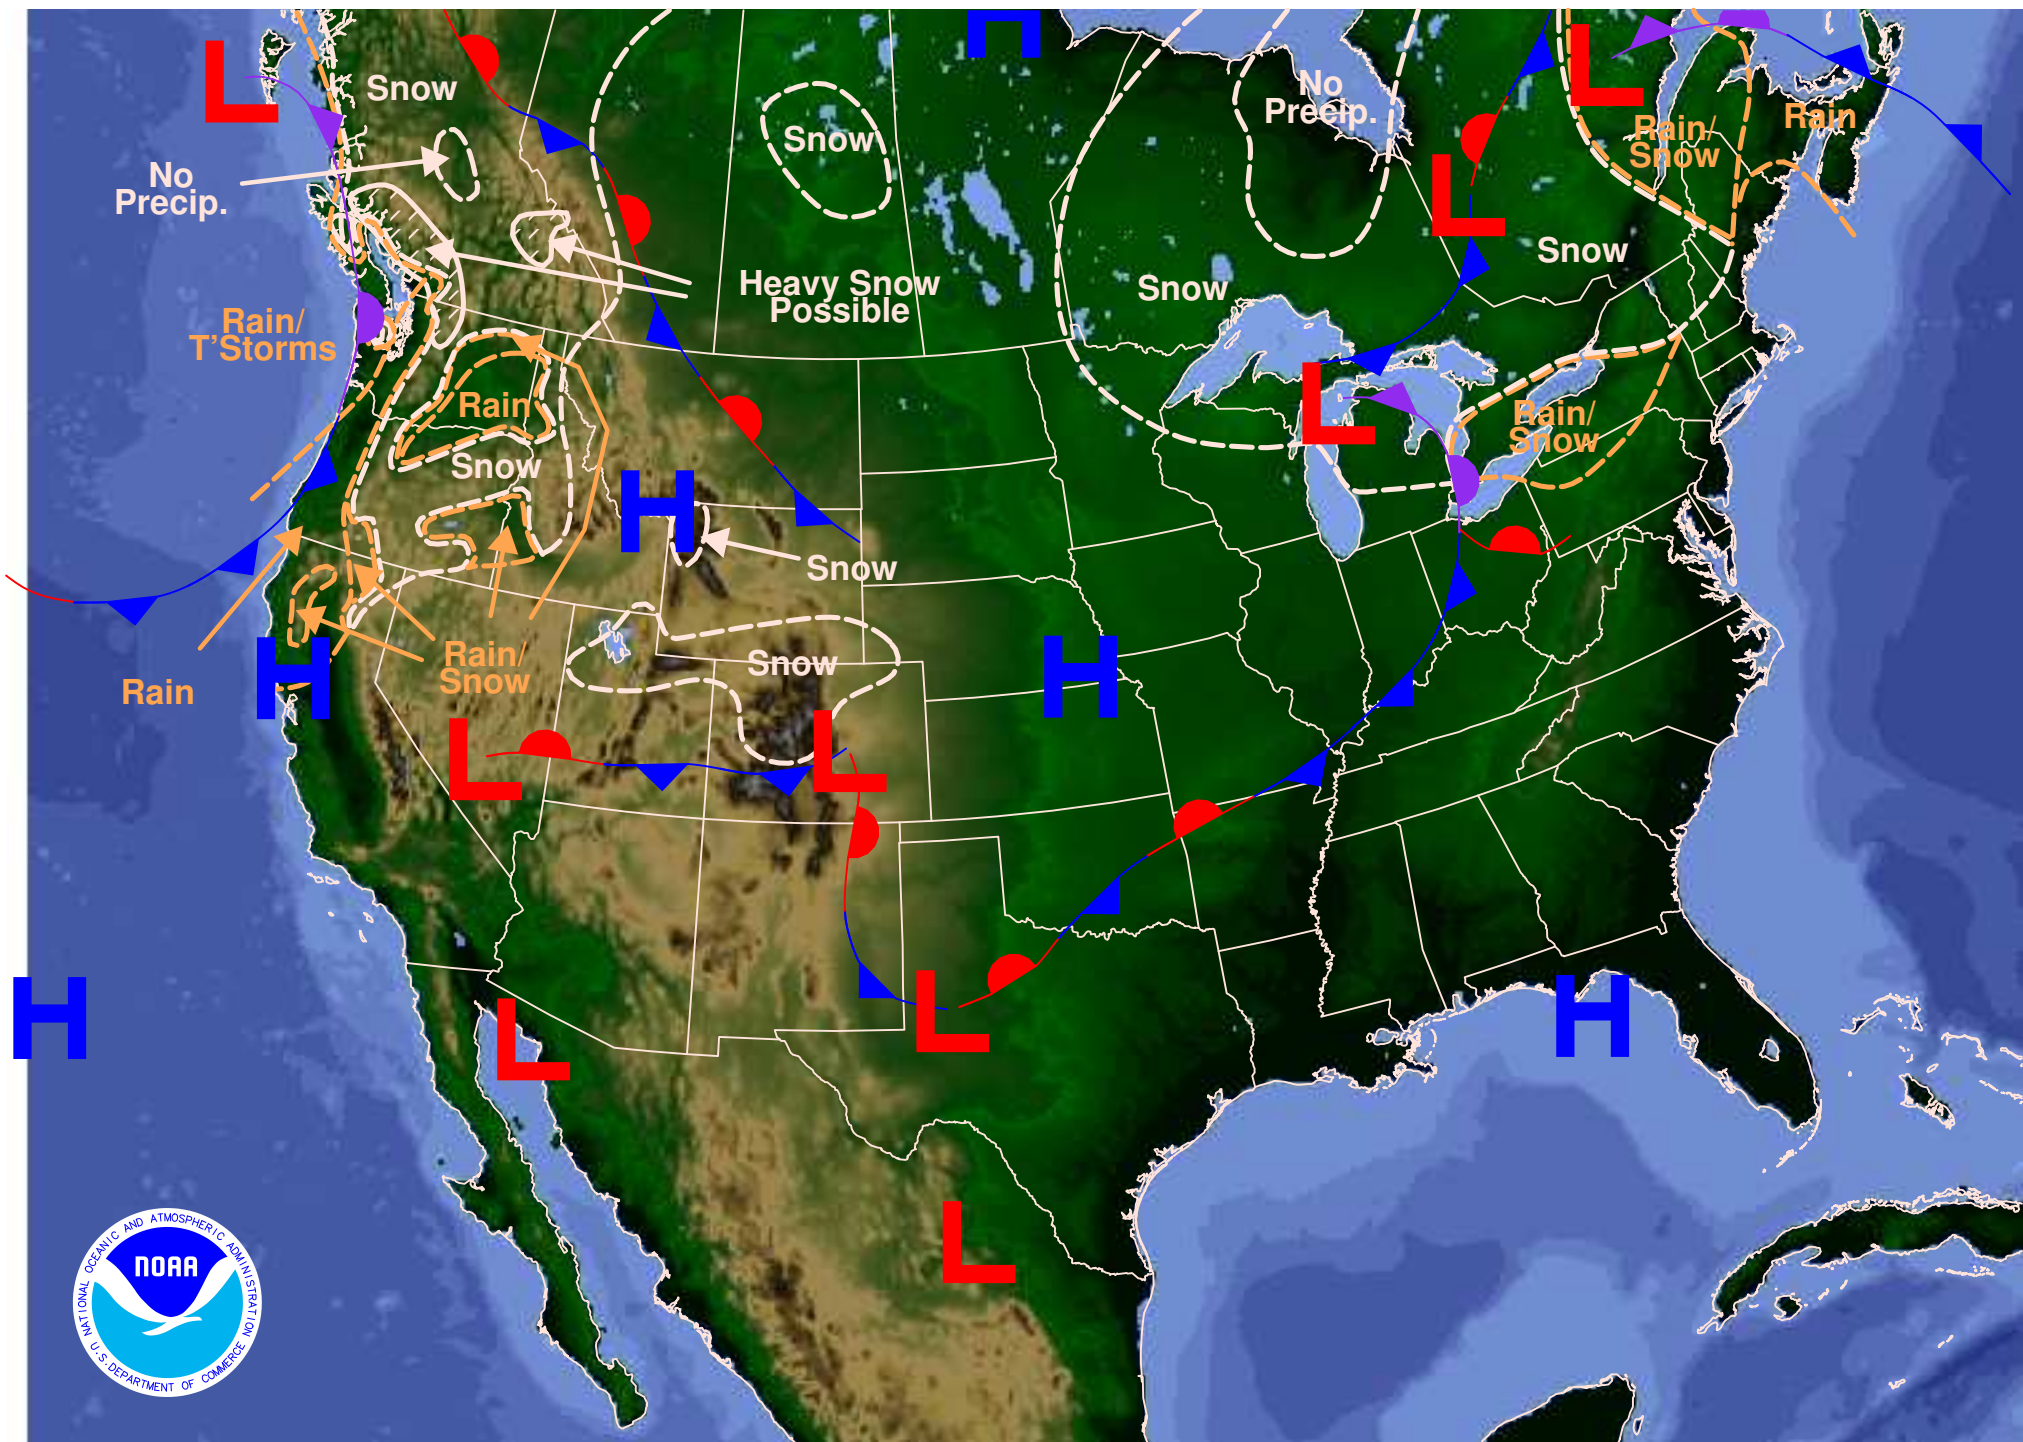 H
L
Snow
No
Precip.
L
Snow
Rain/
Snow
Rain
No
Precip.
L
Snow
Heavy Snow
Possible
Snow
Rain/
T'Storms
L
Rain
Rain/
Snow
Snow
H
Snow
H
Rain/
Snow
Snow
H
Rain
L
L
H
L
H
L
L
NATIONAL OCEANIC AND ATMOSPHERIC ADMINISTRATION
NOAA
U.S. DEPARTMENT OF COMMERCE